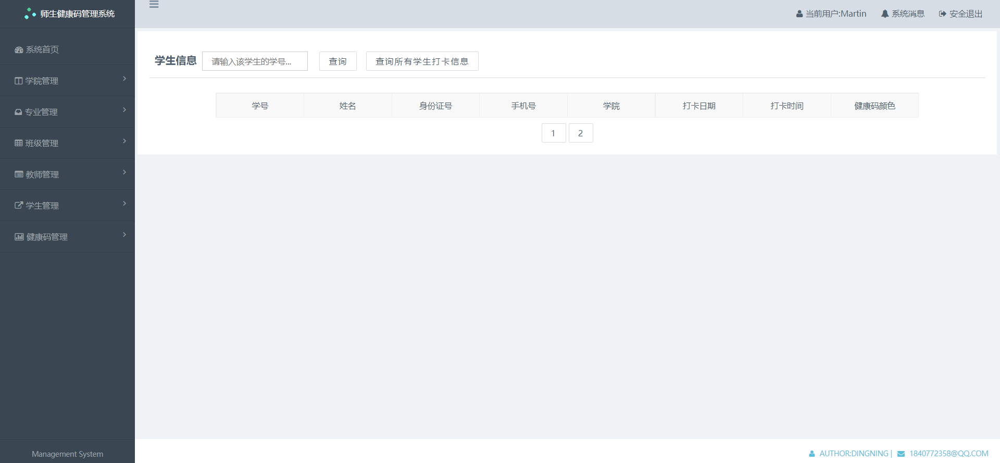 师生健康码管理系统
当前用户:Martin 系统消息 安全退出
系统首页
学院管理
专业管理
班级管理
教师管理
学生管理
健康码管理
学生信息 请输入该学生的学号... 查询 查询所有学生打卡信息
学号 姓名 身份证号 手机号 学院 打卡日期 打卡时间 健康码颜色
1 2
Management System
AUTHOR:DINGNING | 1840772358@QQ.COM